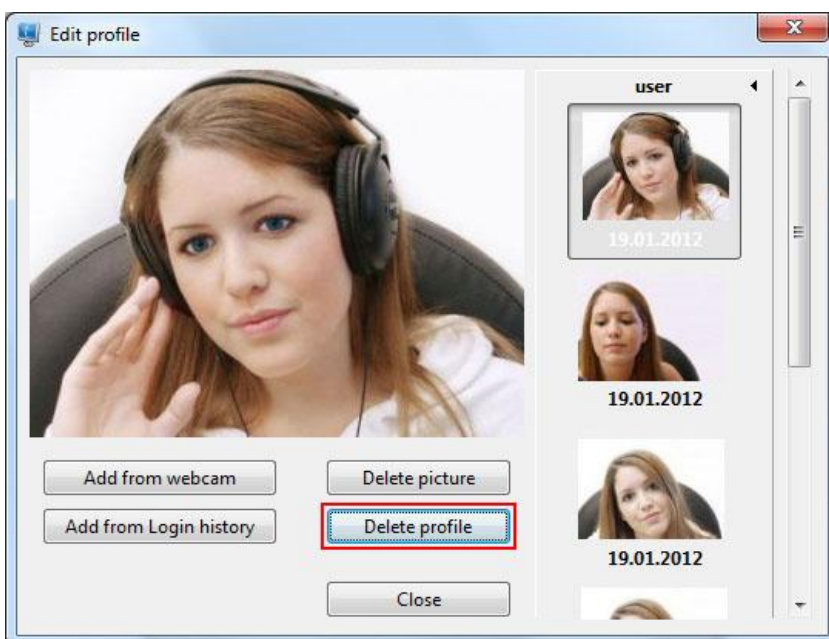 Edit profile
user
19.01.2012
19.01.2012
19.01.2012
Add from webcam
Delete picture
Add from Login history
Delete profile
Close